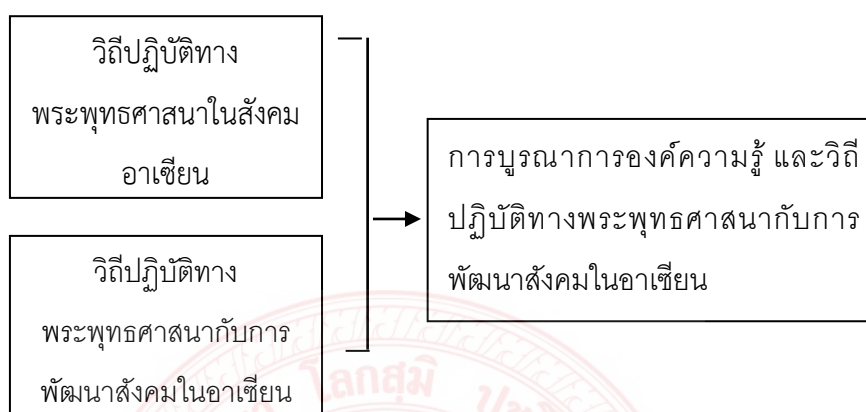 วิถีปฏิบัติทาง
พระพุทธศาสนาในสังคม
อาเซียน
วิถีปฏิบัติทาง
พระพุทธศาสนากับการ
พัฒนาสังคมในอาเซียน
การบูรณาการองค์ความรู้ และวิถี
ปฏิบัติทางพระพุทธศาสนากับการ
พัฒนาสังคมในอาเซียน